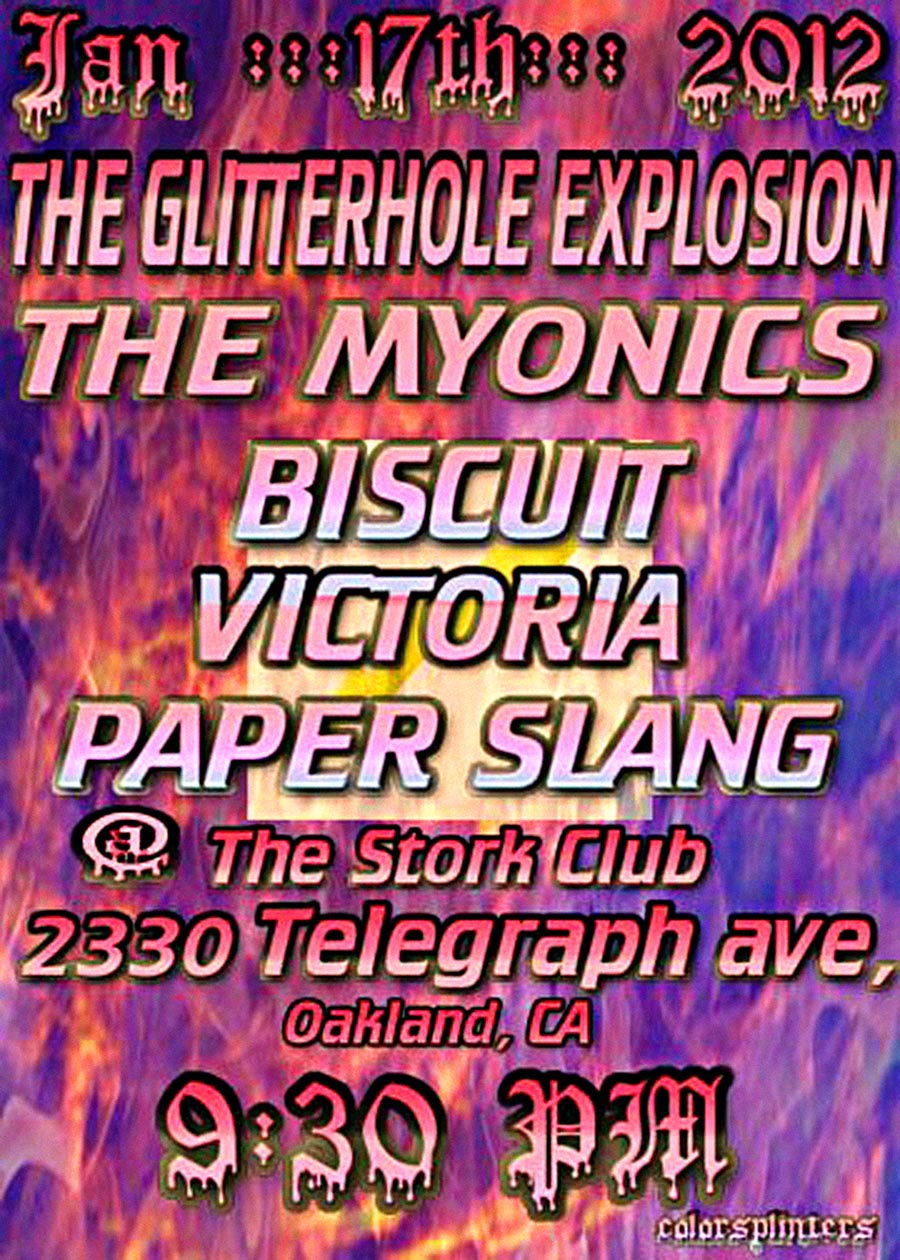 Jan :::17th::: 2012
THE GLITTERHOLE EXPLOSION
THE MYONICS
BISCUIT
VICTORIA
PAPER SLANG
@ The Stork Club
2330 Telegraph ave,
Oakland, CA
9:30 PM
colorsplinters